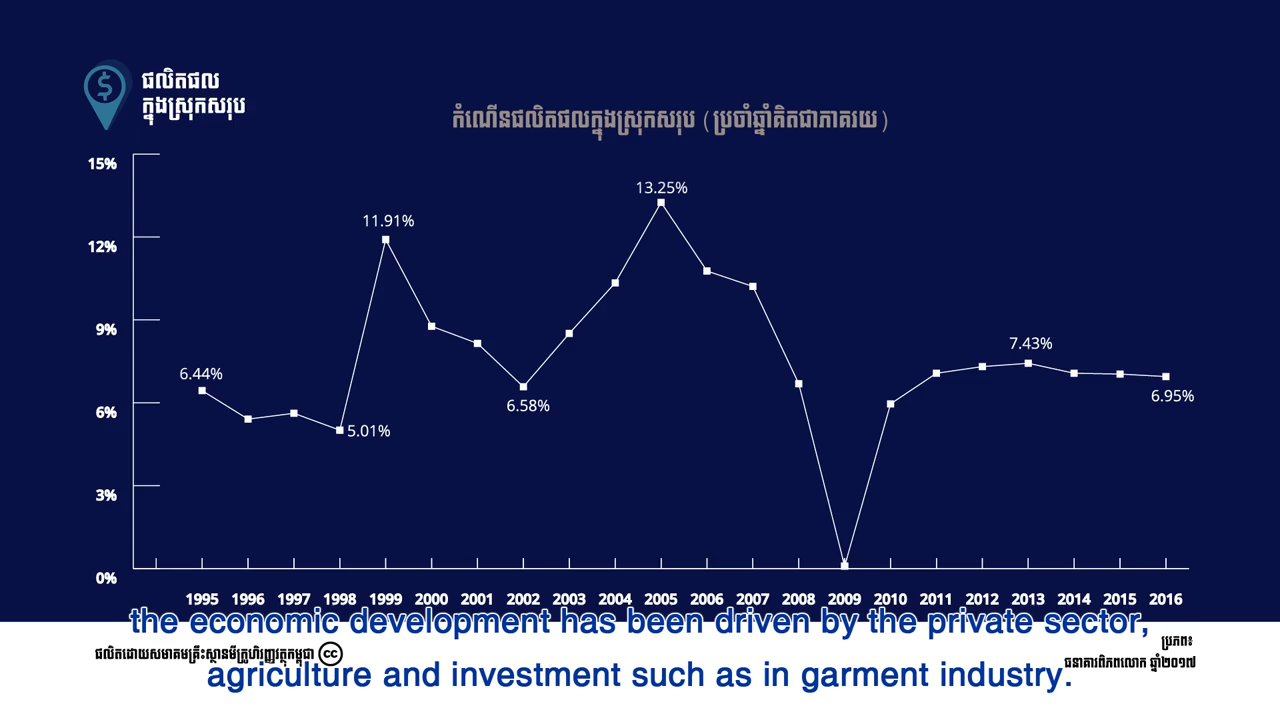 ផលិតផល
ក្នុងស្រុកសរុប
កំណើនផលិតផលក្នុងស្រុកសរុប (ប្រចាំឆ្នាំគិតជាភាគរយ)
15%
12%
9%
6%
3%
0%
6.44%
5.01%
11.91%
6.58%
13.25%
7.43%
6.95%
1995 1996 1997 1998 1999 2000 2001 2002 2003 2004 2005 2006 2007 2008 2009 2010 2011 2012 2013 2014 2015 2016
the economic development has been driven by the private sector,
agriculture and investment such as in garment industry.
ផលិតដោយសមាគមគ្រឹះស្ថានមីក្រូហិរញ្ញវត្ថុកម្ពុជា cc
ប្រភព៖
ធនាគារពិភពលោក ឆ្នាំ២០១៧